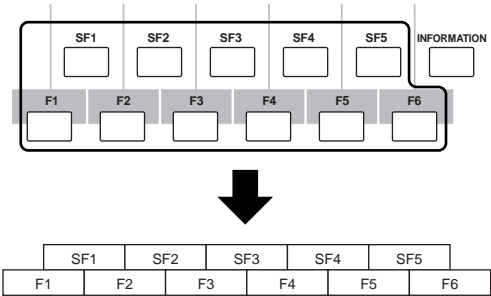 SF1 SF2 SF3 SF4 SF5 INFORMATION
F1 F2 F3 F4 F5 F6
SF1 SF2 SF3 SF4 SF5
F1 F2 F3 F4 F5 F6